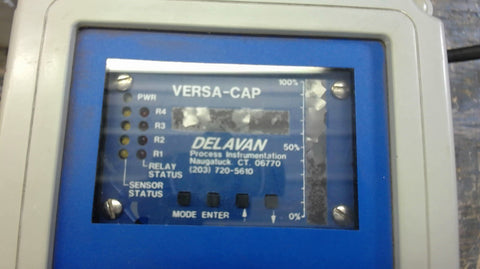 VERSA-CAP
100%
PWR
R4
R3
R2
R1
RELAY
STATUS
SENSOR
STATUS
DELAVAN
Process Instrumentation
Naugatuck, CT. 06770
(203) 720-5610
50%
MODE ENTER
0%